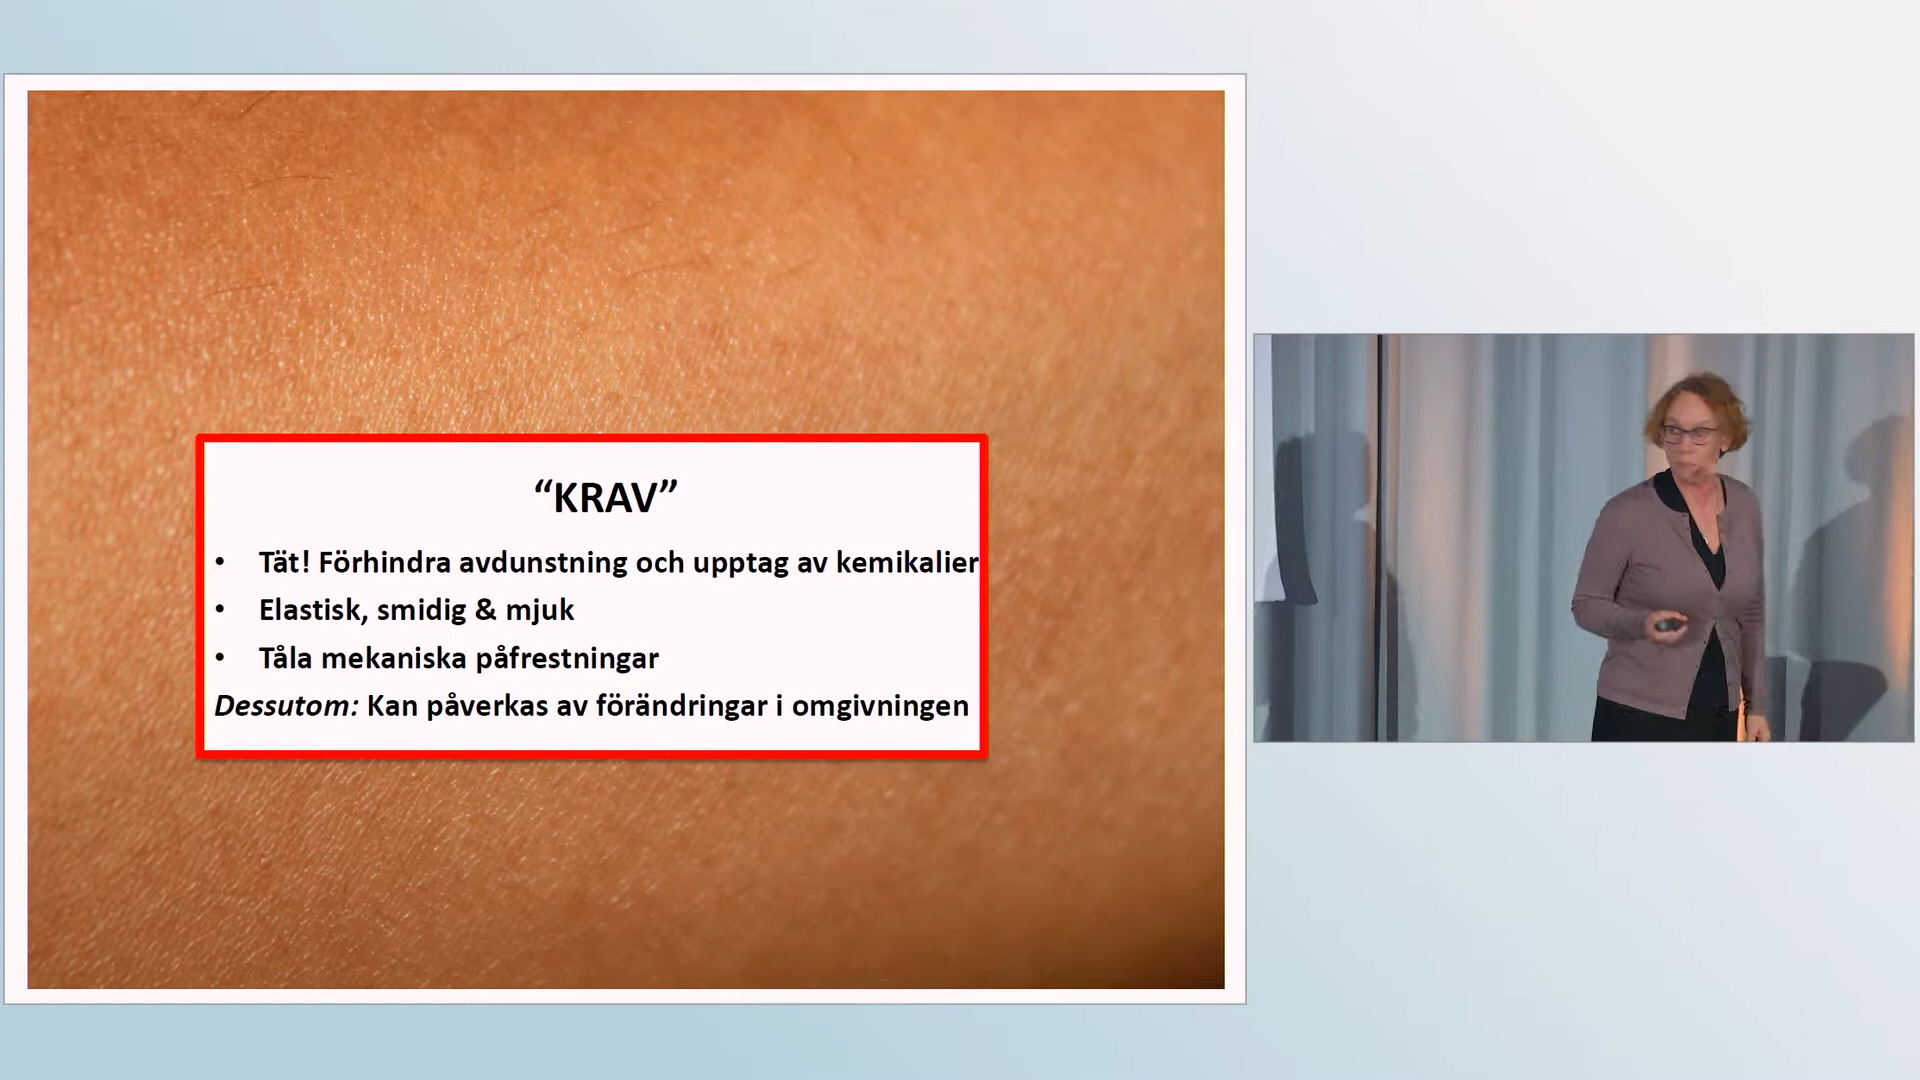 “KRAV”
• Tät! Förhindra avdunstning och upptag av kemikalier
• Elastisk, smidig & mjuk
• Tåla mekaniska påfrestningar
Dessutom: Kan påverkas av förändringar i omgivningen